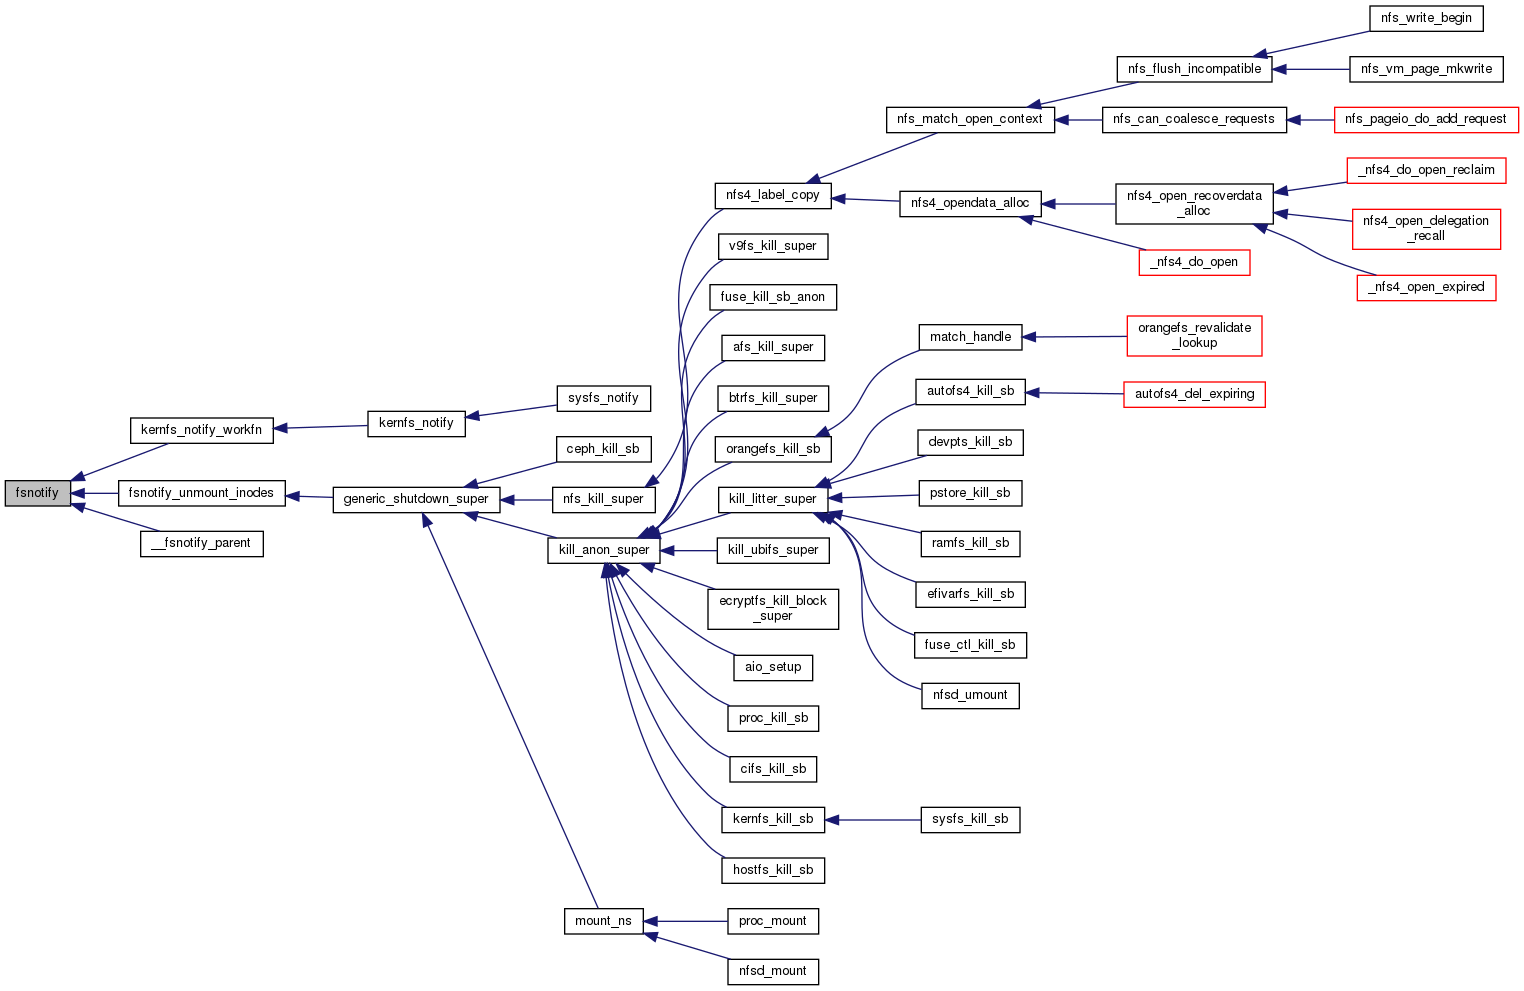 nfs_write_begin
nfs_flush_incompatible
nfs_vm_page_mkwrite
nfs_match_open_context
nfs_can_coalesce_requests
nfs_pageio_do_add_request
_nfs4_do_open_reclaim
nfs4_label_copy
nfs4_opendata_alloc
nfs4_open_recoverdata
_alloc
nfs4_open_delegation
_recall
v9fs_kill_super
_nfs4_do_open
_nfs4_open_expired
fuse_kill_sb_anon
match_handle
orangefs_revalidate
_lookup
afs_kill_super
sysfs_notify
btrfs_kill_super
autofs4_kill_sb
autofs4_del_expiring
kernfs_notify_workfn
kernfs_notify
ceph_kill_sb
orangefs_kill_sb
devpts_kill_sb
fsnotify
fsnotify_unmount_inodes
generic_shutdown_super
nfs_kill_super
kill_litter_super
pstore_kill_sb
__fsnotify_parent
kill_anon_super
kill_ubifs_super
ramfs_kill_sb
ecryptfs_kill_block
_super
efivarfs_kill_sb
aio_setup
fuse_ctl_kill_sb
proc_kill_sb
nfsd_umount
cifs_kill_sb
kernfs_kill_sb
sysfs_kill_sb
hostfs_kill_sb
mount_ns
proc_mount
nfsd_mount